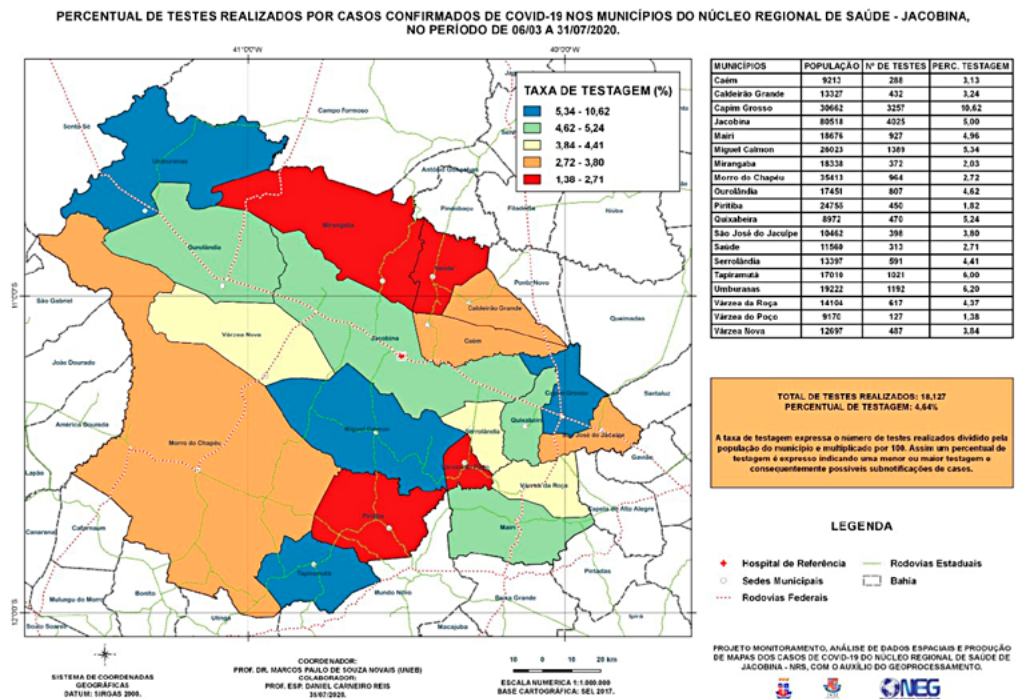 PERCENTUAL DE TESTES REALIZADOS POR CASOS CONFIRMADOS DE COVID-19 NOS MUNICÍPIOS DO NÚCLEO REGIONAL DE SAÚDE - JACOBINA,
NO PERÍODO DE 06/03 A 31/07/2020.
41°00'W
40°00'W
Campo Formoso
Sento Sé
Umburanas
Antônio Gonçalves
Pindobaçu
Filadélfia
Mirangaba
Ourolândia
Saúde
Ponto Novo
São Gabriel
Caldeirão Grande
Queimadas
Várzea Nova
Jacobina
Caém
João Dourado
Capim Grosso
Santaluz
América Dourada
Miguel Calmon
Serrolândia
Quixabeira
São José do Jacuípe
Morro do Chapéu
Gavião
Lapão
Várzea do Poço
Várzea da Roça
Piritiba
Capela do Alto Alegre
Canarana
Cafarnaum
Mairi
Tapiramutá
Pintadas
Mulungu do Morro
Bonito
Mundo Novo
Baixa Grande
12°00'S
Souto Soares
Utinga
Macajuba
Ipirá
TAXA DE TESTAGEM (%)
5,34 - 10,62
4,62 - 5,24
3,84 - 4,41
2,72 - 3,80
1,38 - 2,71
MUNICÍPIOS POPULAÇÃO Nº DE TESTES PERC. TESTAGEM
Caém 9213 288 3,13
Caldeirão Grande 13327 432 3,24
Capim Grosso 30662 3257 10,62
Jacobina 80518 4025 5,00
Mairi 18676 927 4,96
Miguel Calmon 26023 1389 5,34
Mirangaba 18338 372 2,03
Morro do Chapéu 35413 964 2,72
Ourolândia 17451 807 4,62
Piritiba 24755 450 1,82
Quixabeira 8972 470 5,24
São José do Jacuípe 10462 398 3,80
Saúde 11560 313 2,71
Serrolândia 13397 591 4,41
Tapiramutá 17010 1021 6,00
Umburanas 19222 1192 6,20
Várzea da Roça 14104 617 4,37
Várzea do Poço 9170 127 1,38
Várzea Nova 12697 487 3,84
TOTAL DE TESTES REALIZADOS: 18,127
PERCENTUAL DE TESTAGEM: 4,64%
A taxa de testagem expressa o número de testes realizados dividido pela
população do município e multiplicado por 100. Assim um percentual de
testagem é expresso indicando uma menor ou maior testagem e
consequentemente possíveis subnotificações de casos.
LEGENDA
Hospital de Referência
Rodovias Estaduais
Sedes Municipais
Bahia
Rodovias Federais
SISTEMA DE COORDENADAS
GEOGRÁFICAS
DATUM: SIRGAS 2000.
COORDENADOR:
PROF. DR. MARCOS PAULO DE SOUZA NOVAIS (UNEB)
COLABORADOR:
PROF. ESP. DANIEL CARNEIRO REIS
31/08/2020.
10 0 10 20 km
ESCALA NUMERICA 1:1.000.000
BASE CARTOGRÁFICA: SEI, 2017.
PROJETO MONITORAMENTO, ANÁLISE DE DADOS ESPACIAIS E PRODUÇÃO
DE MAPAS DOS CASOS DE COVID-19 DO NÚCLEO REGIONAL DE SAÚDE DE
JACOBINA - NRS, COM O AUXÍLIO DO GEOPROCESSAMENTO.
NEG